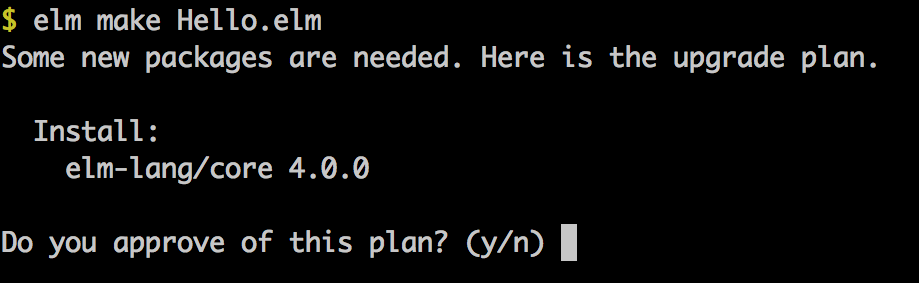 $ elm make Hello.elm
Some new packages are needed. Here is the upgrade plan.
Install:
elm-lang/core 4.0.0
Do you approve of this plan? (y/n)